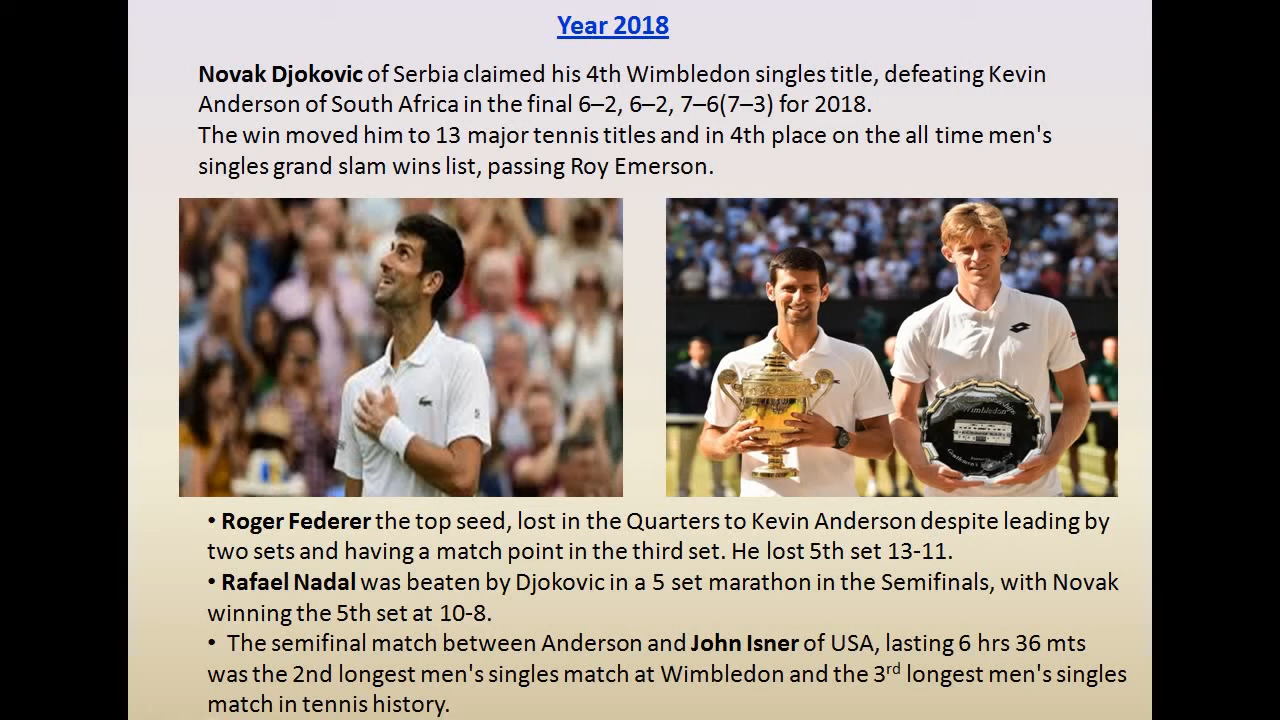 Year 2018
Novak Djokovic of Serbia claimed his 4th Wimbledon singles title, defeating Kevin
Anderson of South Africa in the final 6–2, 6–2, 7–6(7–3) for 2018.
The win moved him to 13 major tennis titles and in 4th place on the all time men's
singles grand slam wins list, passing Roy Emerson.
Wimbledon
• Roger Federer the top seed, lost in the Quarters to Kevin Anderson despite leading by
two sets and having a match point in the third set. He lost 5th set 13-11.
• Rafael Nadal was beaten by Djokovic in a 5 set marathon in the Semifinals, with Novak
winning the 5th set at 10-8.
• The semifinal match between Anderson and John Isner of USA, lasting 6 hrs 36 mts
was the 2nd longest men's singles match at Wimbledon and the 3rd longest men's singles
match in tennis history.